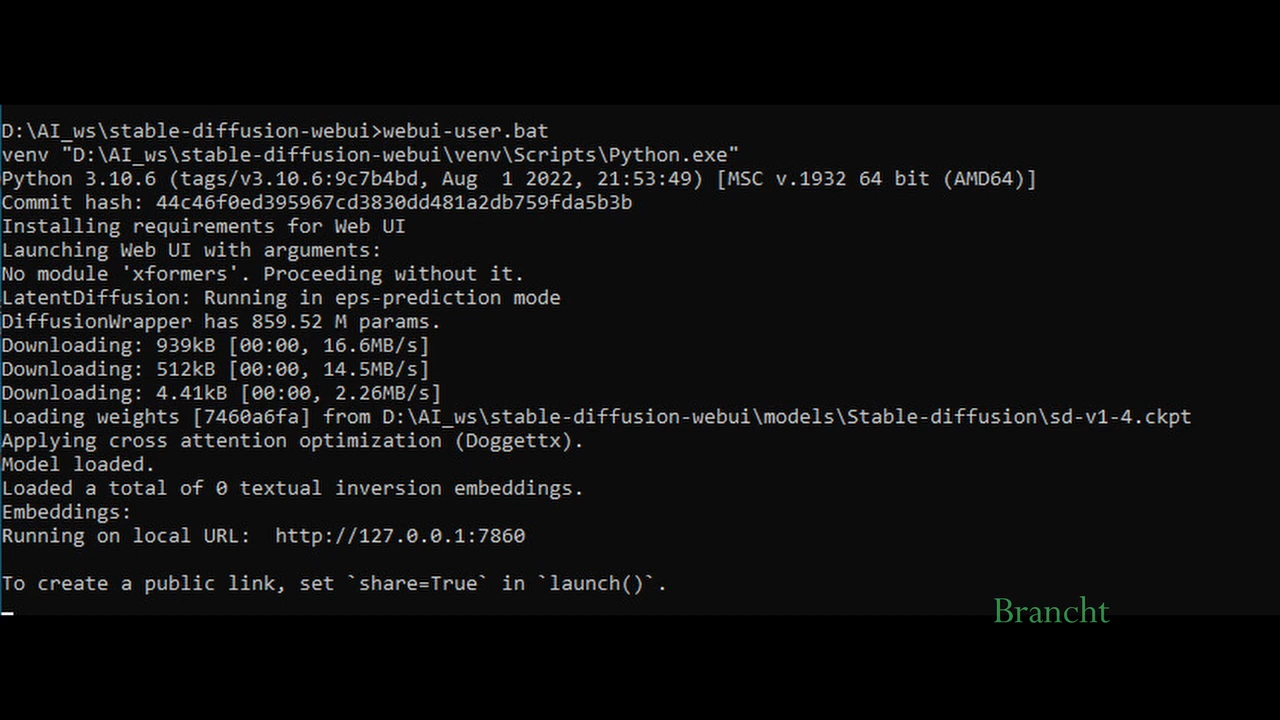 D:\AI_ws\stable-diffusion-webui>webui-user.bat
venv "D:\AI_ws\stable-diffusion-webui\venv\Scripts\Python.exe"
Python 3.10.6 (tags/v3.10.6:9c7b4bd, Aug  1 2022, 21:53:49) [MSC v.1932 64 bit (AMD64)]
Commit hash: 44c46f0ed395967cd3830dd481a2db759fda5b3b
Installing requirements for Web UI
Launching Web UI with arguments:
No module 'xformers'. Proceeding without it.
LatentDiffusion: Running in eps-prediction mode
DiffusionWrapper has 859.52 M params.
Downloading: 939kB [00:00, 16.6MB/s]
Downloading: 512kB [00:00, 14.5MB/s]
Downloading: 4.41kB [00:00, 2.26MB/s]
Loading weights [7460a6fa] from D:\AI_ws\stable-diffusion-webui\models\Stable-diffusion\sd-v1-4.ckpt
Applying cross attention optimization (Doggettx).
Model loaded.
Loaded a total of 0 textual inversion embeddings.
Embeddings:
Running on local URL:  http://127.0.0.1:7860
To create a public link, set `share=True` in `launch()`.
Brancht